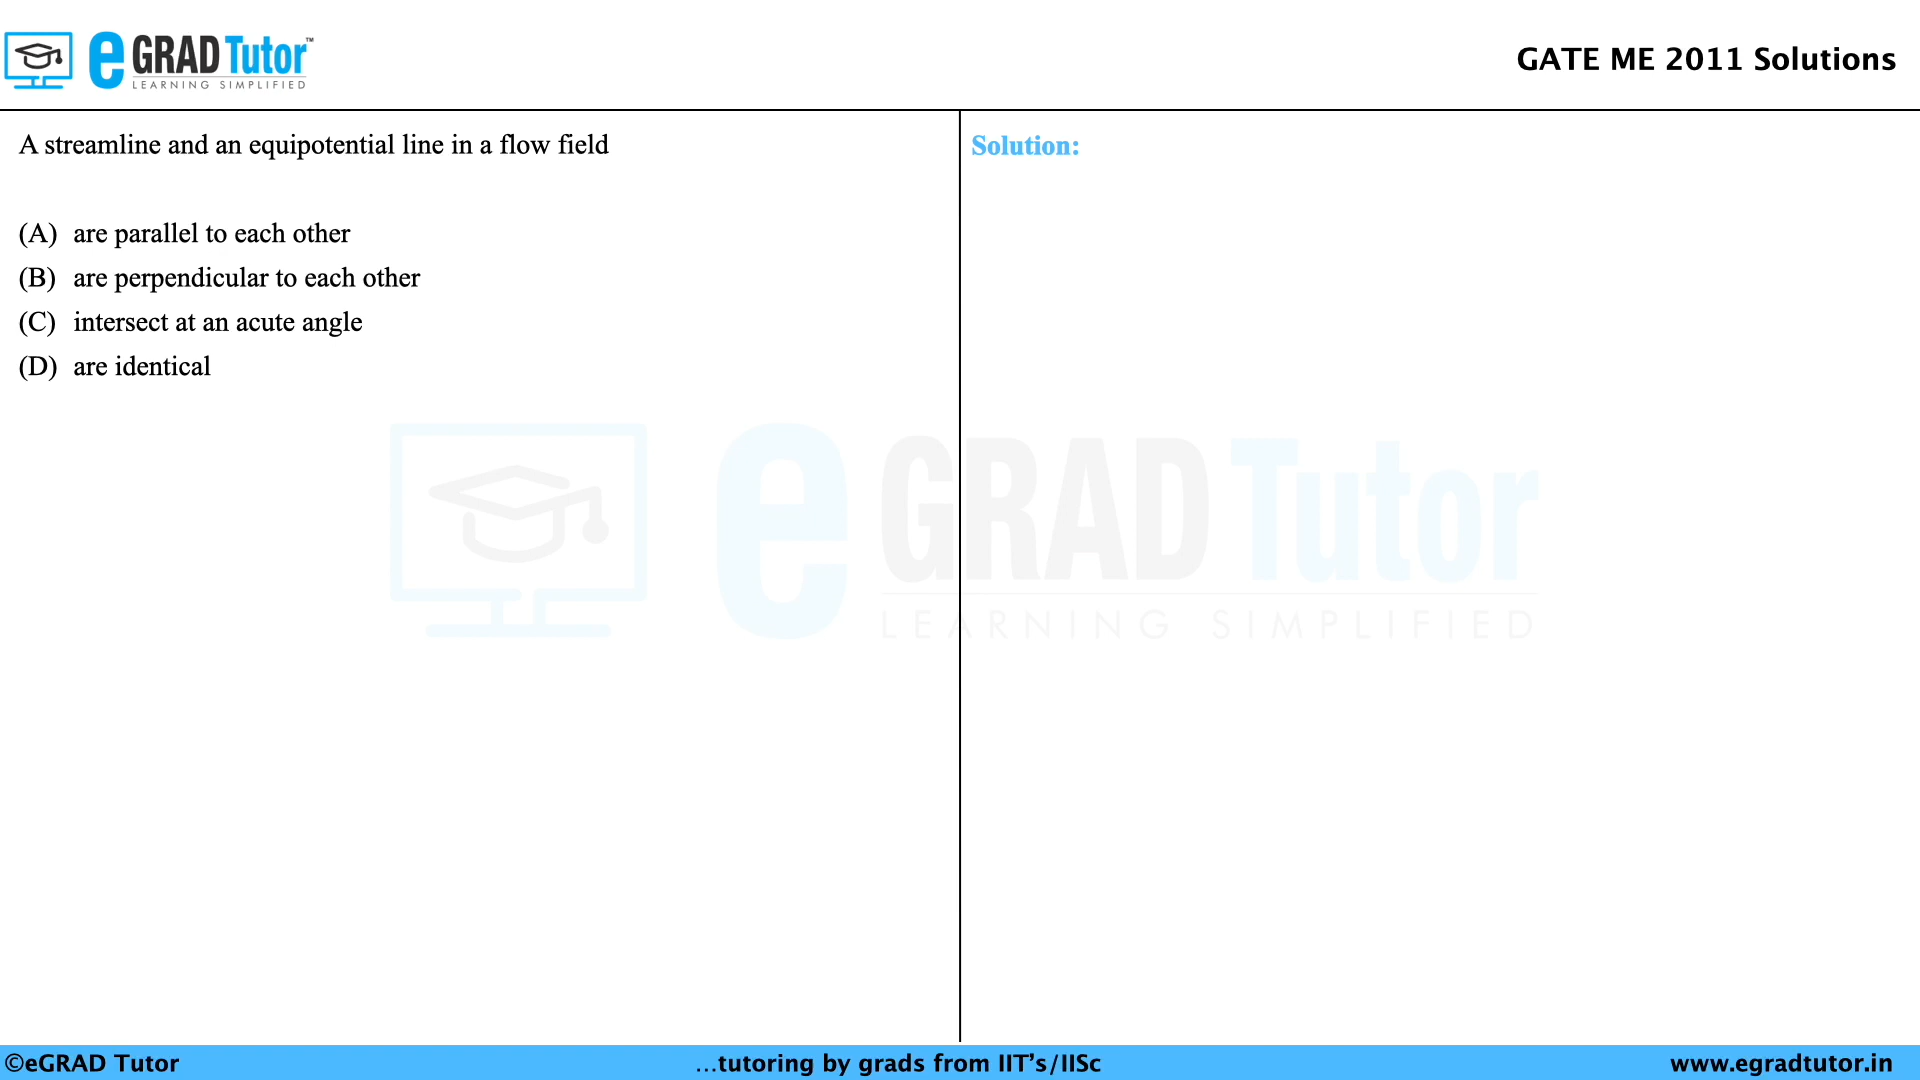 e GRAD Tutor™
LEARNING SIMPLIFIED
GATE ME 2011 Solutions
A streamline and an equipotential line in a flow field
(A) are parallel to each other
(B) are perpendicular to each other
(C) intersect at an acute angle
(D) are identical
Solution:
e GRAD Tutor
LEARNING SIMPLIFIED
©eGRAD Tutor
...tutoring by grads from IIT's/IISc
www.egradtutor.in